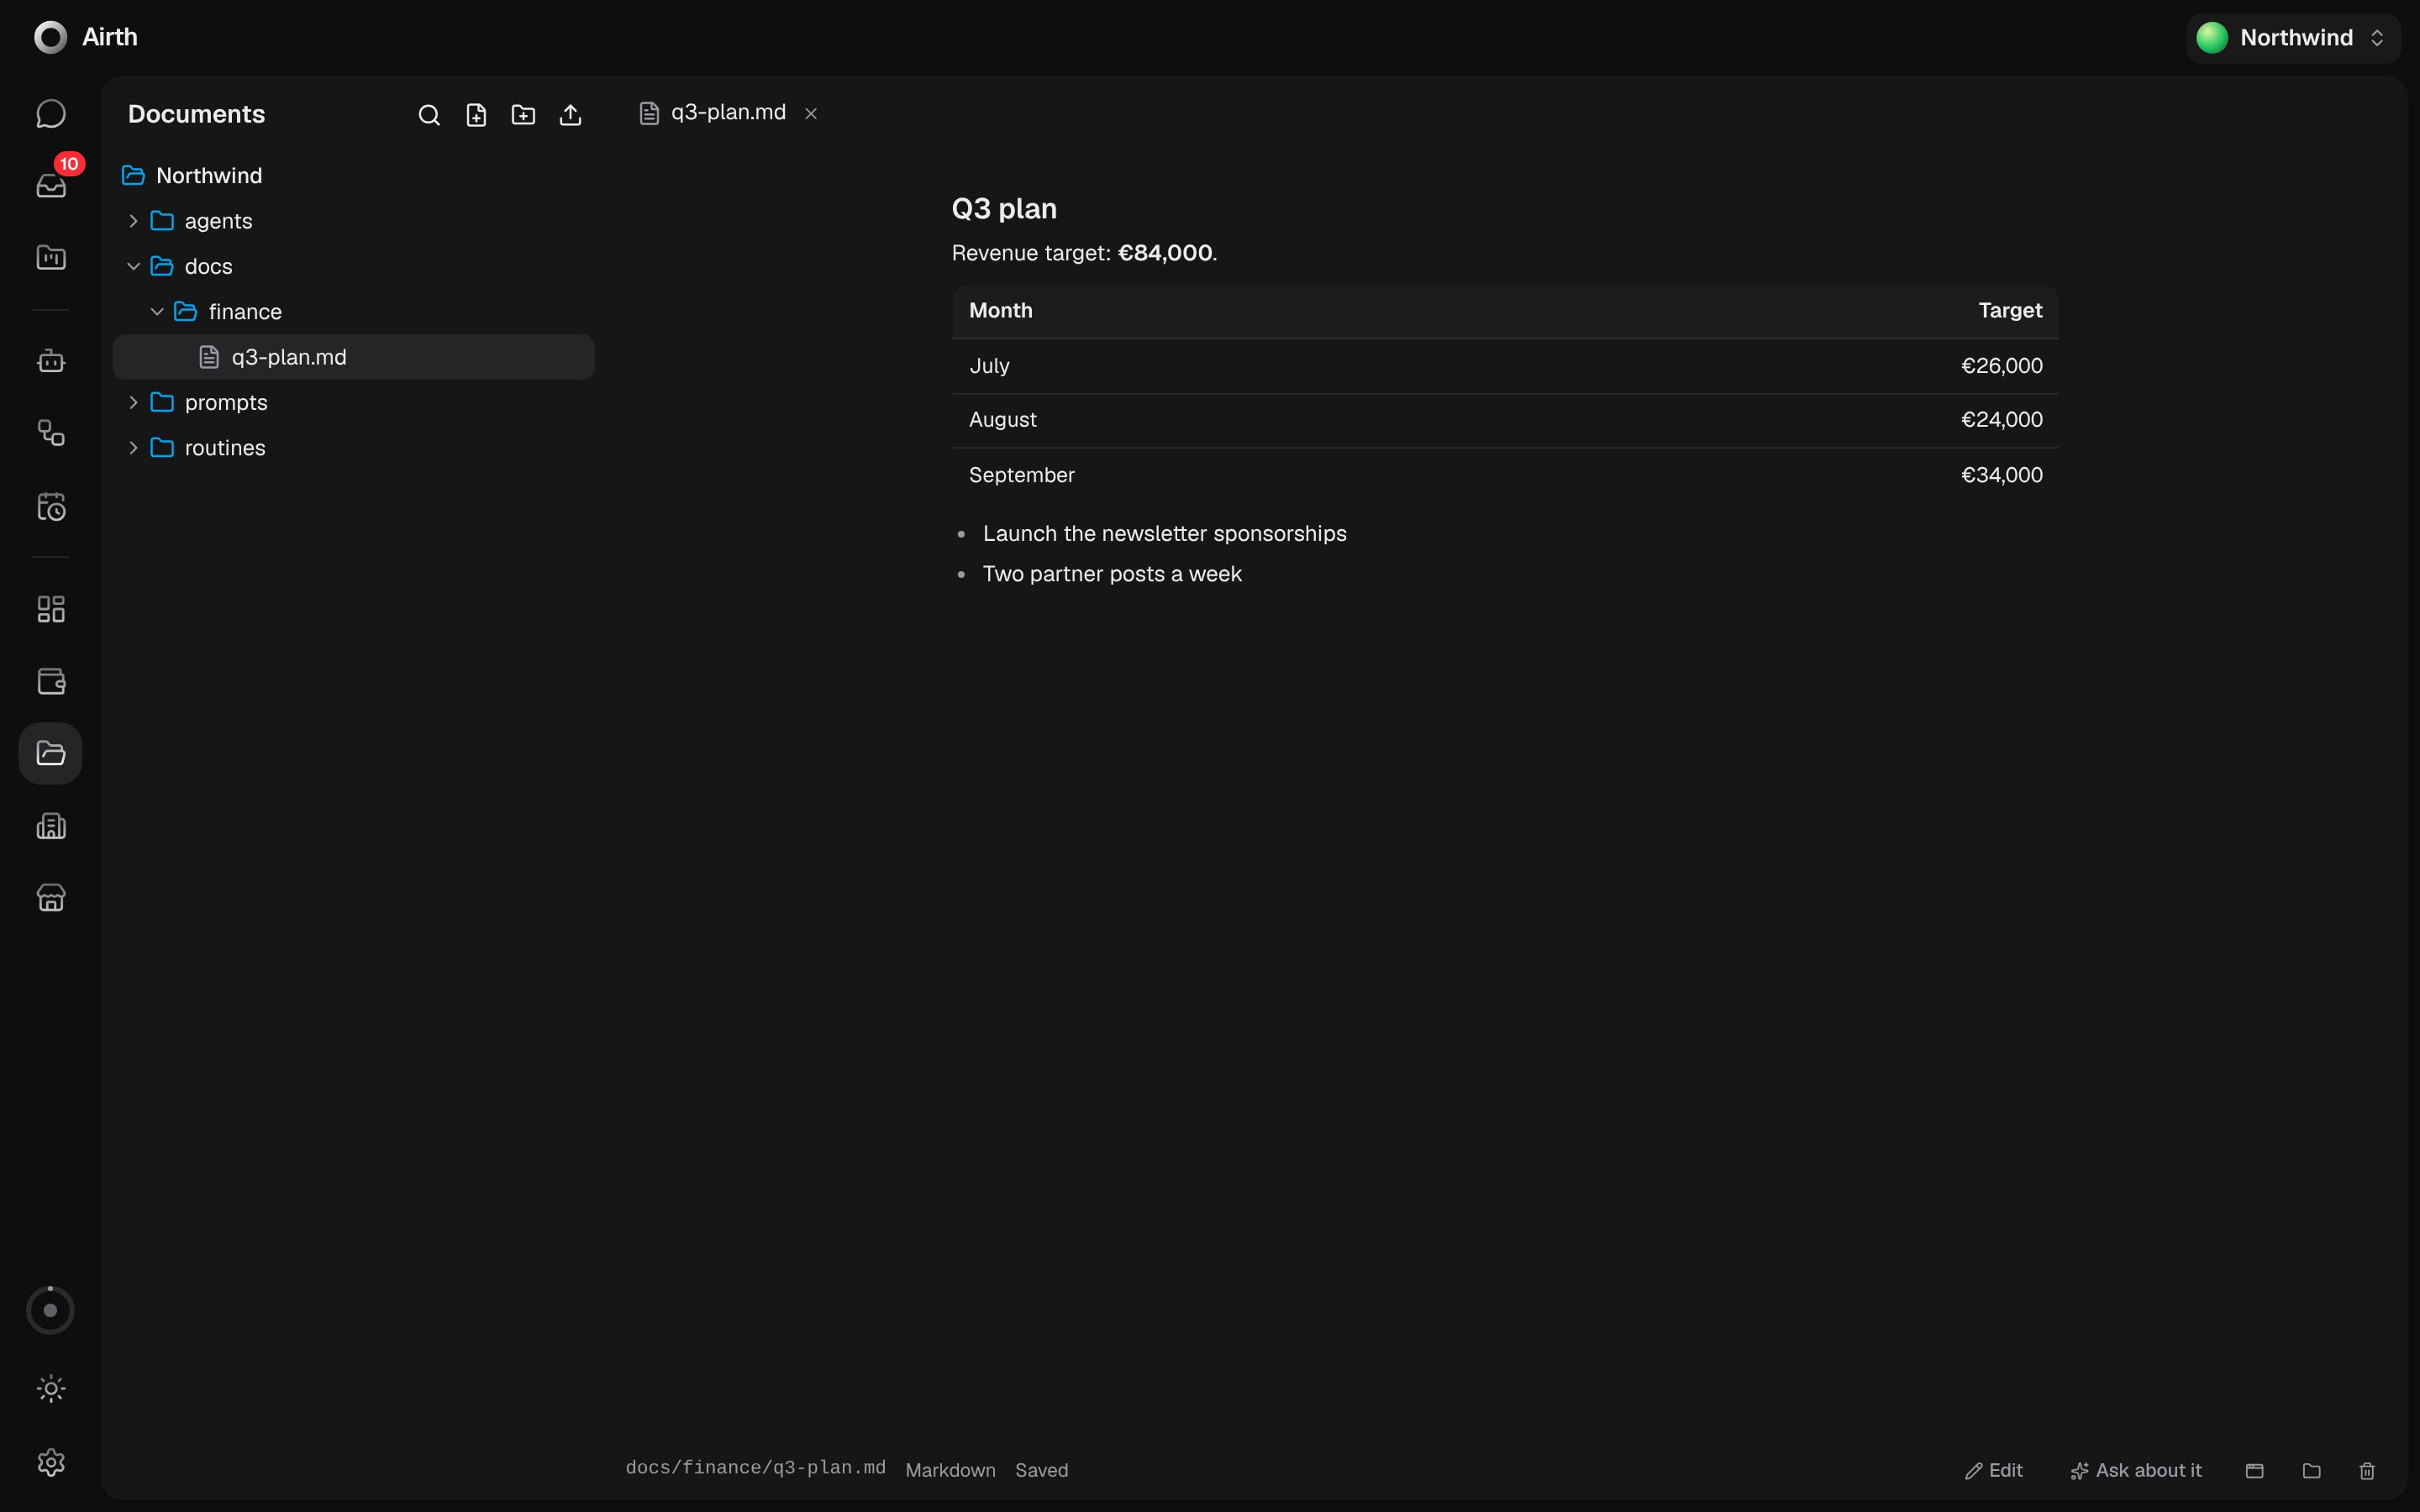 Airth
Northwind
Documents
q3-plan.md
10
Northwind
agents
docs
finance
q3-plan.md
prompts
routines
Q3 plan
Revenue target: €84,000.
Month Target
July €26,000
August €24,000
September €34,000
Launch the newsletter sponsorships
Two partner posts a week
docs/finance/q3-plan.md Markdown Saved
Edit Ask about it